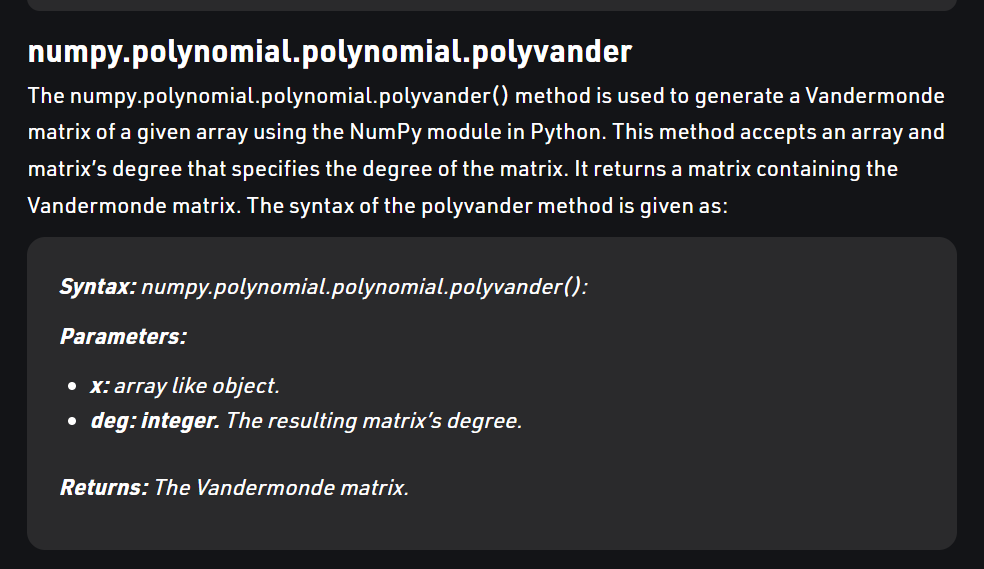 numpy.polynomial.polynomial.polyvander
The numpy.polynomial.polynomial.polyvander() method is used to generate a Vandermonde
matrix of a given array using the NumPy module in Python. This method accepts an array and
matrix’s degree that specifies the degree of the matrix. It returns a matrix containing the
Vandermonde matrix. The syntax of the polyvander method is given as:
Syntax: numpy.polynomial.polynomial.polyvander():
Parameters:
• x: array like object.
• deg: integer. The resulting matrix’s degree.
Returns: The Vandermonde matrix.